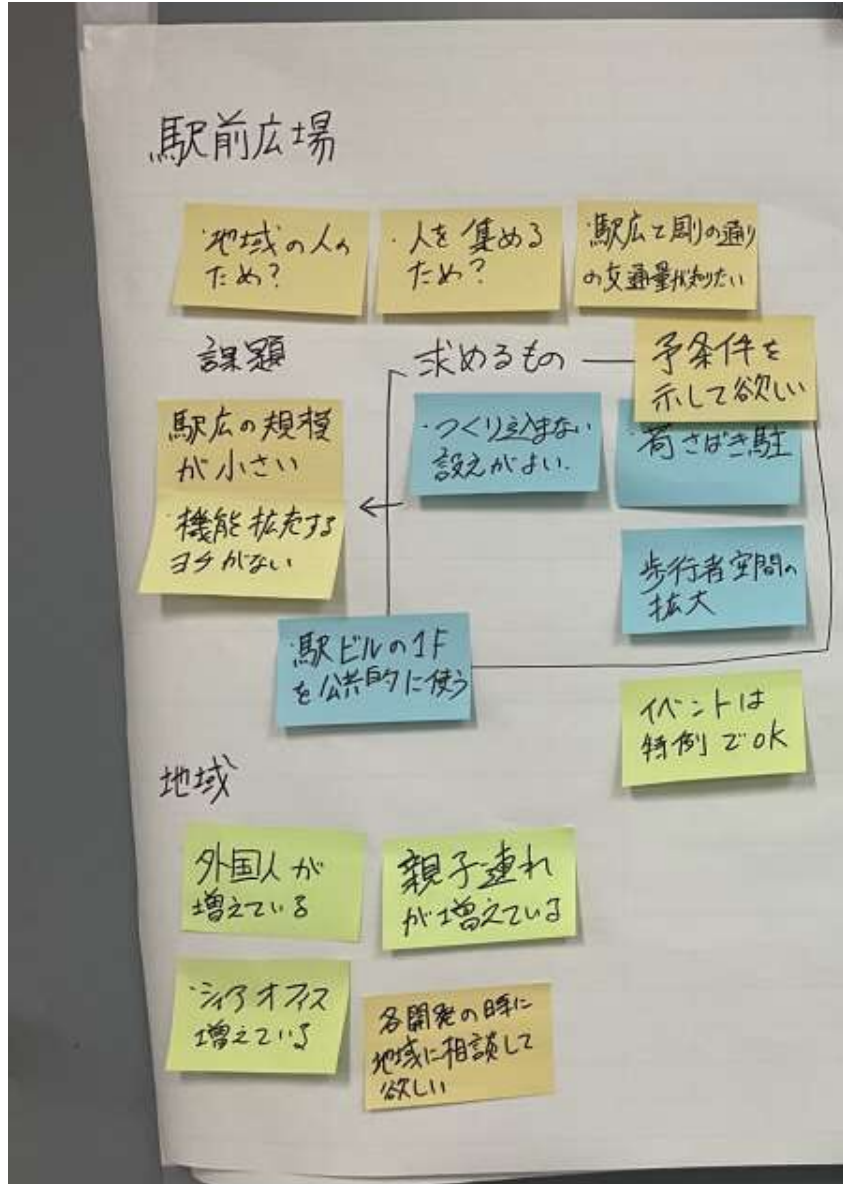 駅前広場
・地域の人の
ため?
・人を集める
ため?
・駅広と周りの通り
の交通量が知りたい
課題
求めるもの
予条件を
示して欲しい
駅広の規模
が小さい
・機能拡充する
ヨチがない
・つくり込まない
設えがよい.
・荷さばき駐
歩行者空間の
拡大
・駅ビルの1F
を公共的に使う
イベントは
特例でOK
地域
外国人が
増えている
親子連れ
が増えている
・シェアオフィス
増えている
各開発の時に
地域に相談して
欲しい